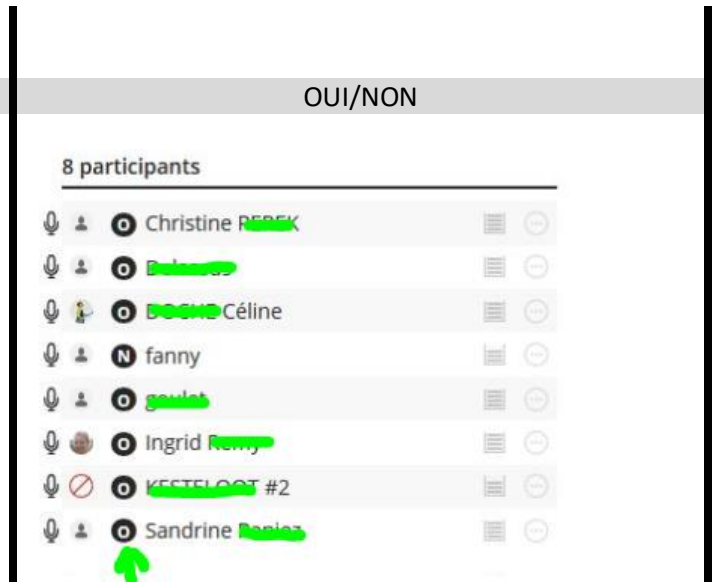 OUI/NON
8 participants
O Christine
O
O Céline
N fanny
O
O Ingrid
O #2
O Sandrine